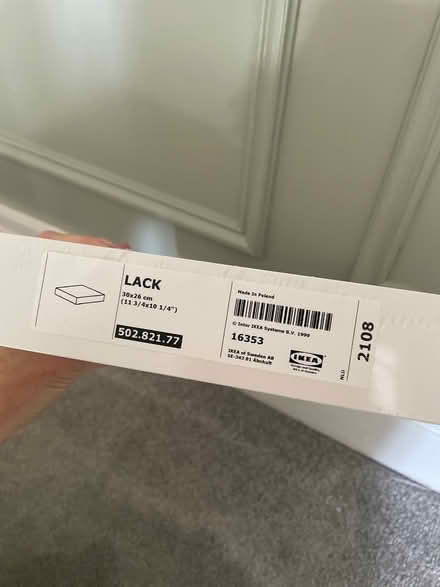 LACK
30x26 cm
(11 3/4x10 1/4")
502.821.77
Made in Poland
© Inter IKEA Systems B.V. 1999
16353
IKEA of Sweden AB
SE-343 81 Älmhult
IKEA
NLU
2108